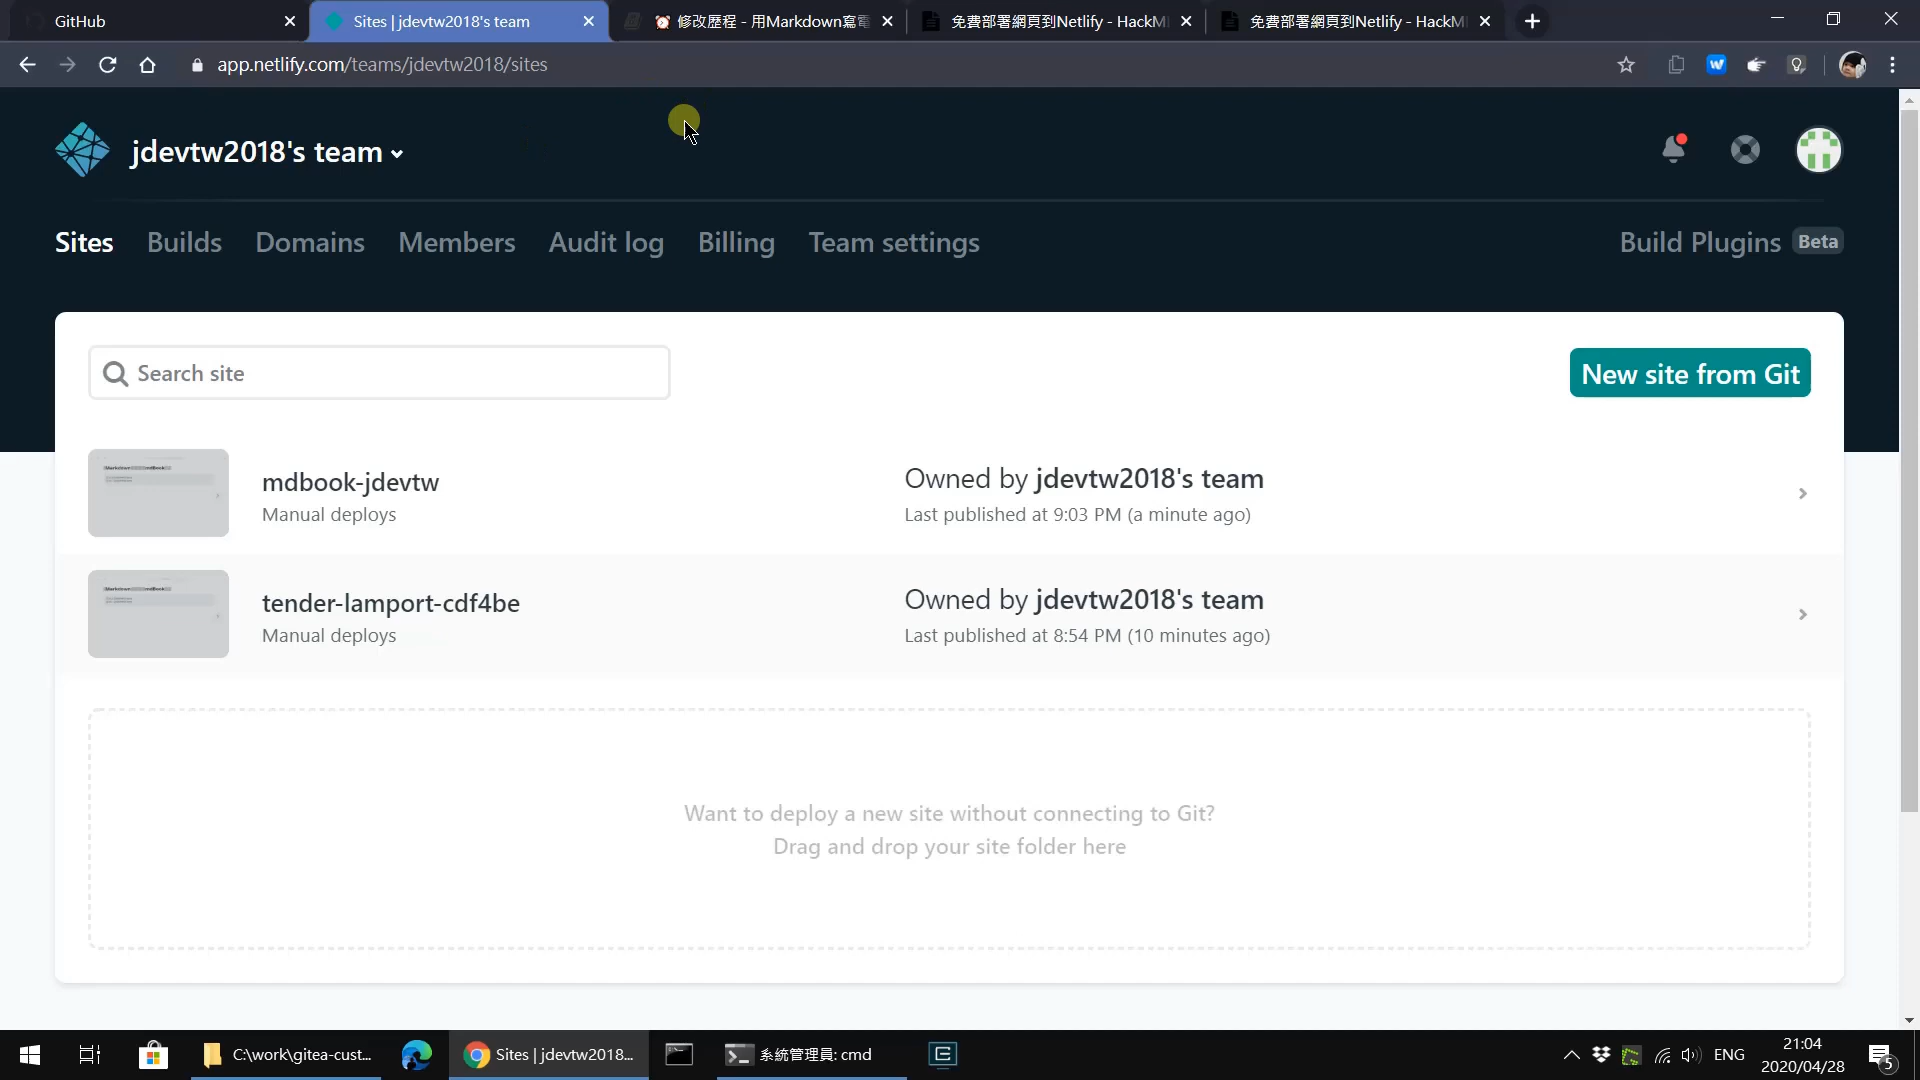 GitHub
Sites | jdevtw2018's team
修改歷程 - 用Markdown寫電
免費部署網頁到Netlify - HackM
免費部署網頁到Netlify - HackM
app.netlify.com/teams/jdevtw2018/sites
jdevtw2018's team
Sites Builds Domains Members Audit log Billing Team settings Build Plugins Beta
Search site
New site from Git
mdbook-jdevtw
Manual deploys
Owned by jdevtw2018's team
Last published at 9:03 PM (a minute ago)
tender-lamport-cdf4be
Manual deploys
Owned by jdevtw2018's team
Last published at 8:54 PM (10 minutes ago)
Want to deploy a new site without connecting to Git?
Drag and drop your site folder here
C:\work\gitea-cust...
Sites | jdevtw2018...
系統管理員: cmd
ENG
21:04
2020/04/28
5